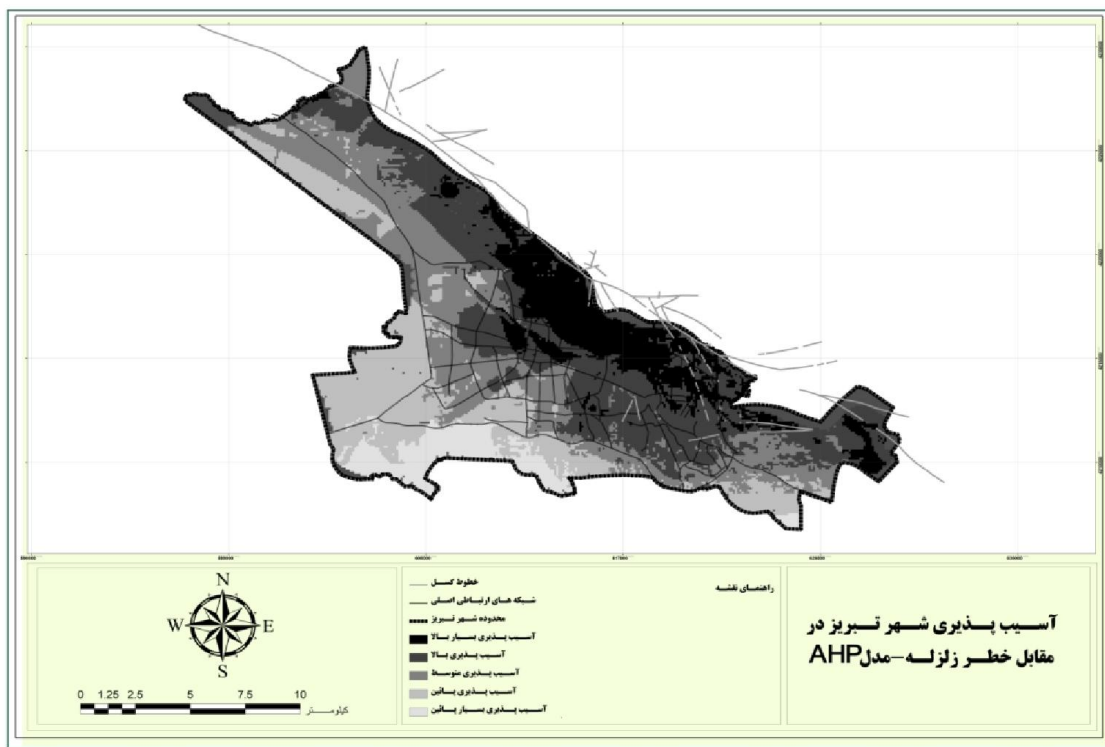 N
W
E
S
0 1.25 2.5 5 7.5 10
کیلومتر
راهنمای نقشه
خطوط گسل
شبکه های ارتباطی اصلی
محدوده شهر تبریز
آسیب پذیری بسیار بالا
آسیب پذیری بالا
آسیب پذیری متوسط
آسیب پذیری پائین
آسیب پذیری بسیار پائین
آسیب پذیری شهر تبریز در
مقابل خطر زلزله-مدلAHP